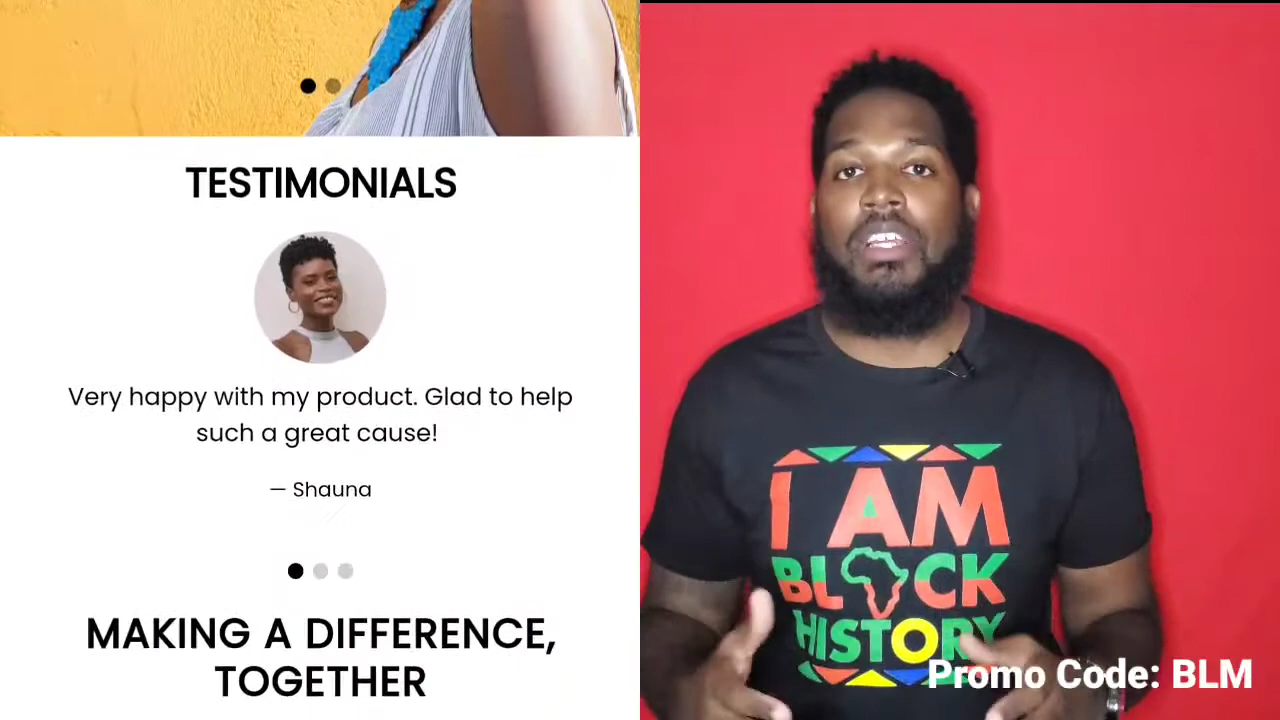 TESTIMONIALS
Very happy with my product. Glad to help
such a great cause!
— Shauna
MAKING A DIFFERENCE,
TOGETHER
I AM
BLACK
HISTORY
Promo Code: BLM